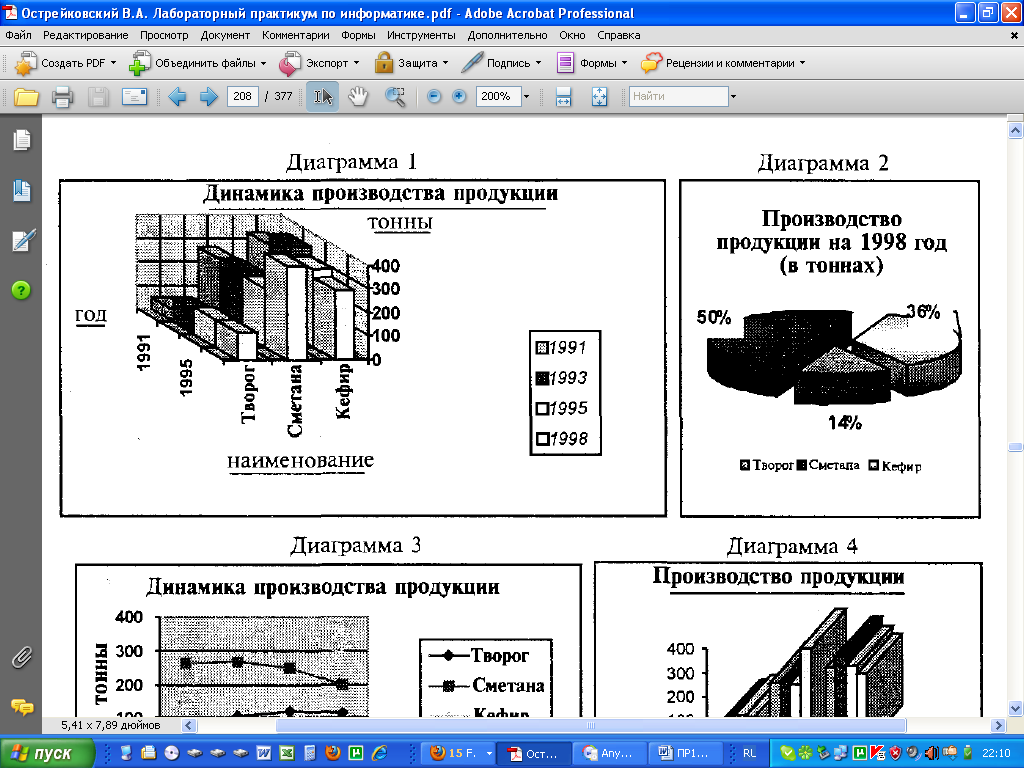 Острейковский В.А. Лабораторный практикум по информатике.pdf - Adobe Acrobat Professional
Файл Редактирование Просмотр Документ Комментарии Формы Инструменты Дополнительно Окно Справка
Создать PDF Объединить файлы Экспорт Защита Подпись Формы Рецензии и комментарии
208 / 377 200% Найти
Диаграмма 1
Динамика производства продукции
тонны
400
300
200
100
0
год
1991
1995
Творог
Сметана
Кефир
наименование
1991
1993
1995
1998
Диаграмма 2
Производство
продукции на 1998 год
(в тоннах)
50%
36%
14%
Творог Сметана Кефир
Диаграмма 3
Динамика производства продукции
400
300
200
100
тонны
Творог
Сметана
Кефир
Диаграмма 4
Производство продукции
400
300
200
5,41 x 7,89 дюймов
пуск
15 F.
Ост...
Any...
ПР1...
RL
22:10